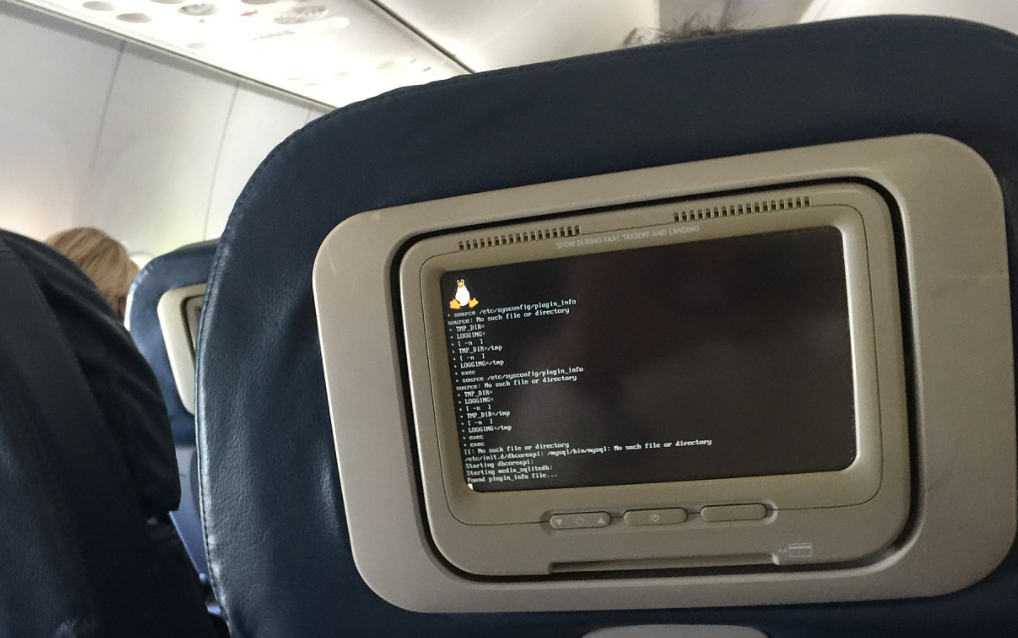 STOW DURING TAXI, TAKEOFF AND LANDING
+ source /etc/sysconfig/plugin_info
source: No such file or directory
+ TMP_DIR=
+ LOGGING=
+ [ -n  ]
+ TMP_DIR=/tmp
+ [ -n  ]
+ LOGGING=/tmp
+ exec
+ source /etc/sysconfig/plugin_info
source: No such file or directory
+ TMP_DIR=
+ LOGGING=
+ [ -n  ]
+ TMP_DIR=/tmp
+ [ -n  ]
+ LOGGING=/tmp
+ exec
+ exec
[[: No such file or directory
/etc/init.d/dbcoreapi: /mysql/bin/mysql: No such file or directory
Starting dbcoreapi:
Starting media_sqlitedb:
Found plugin_info file...